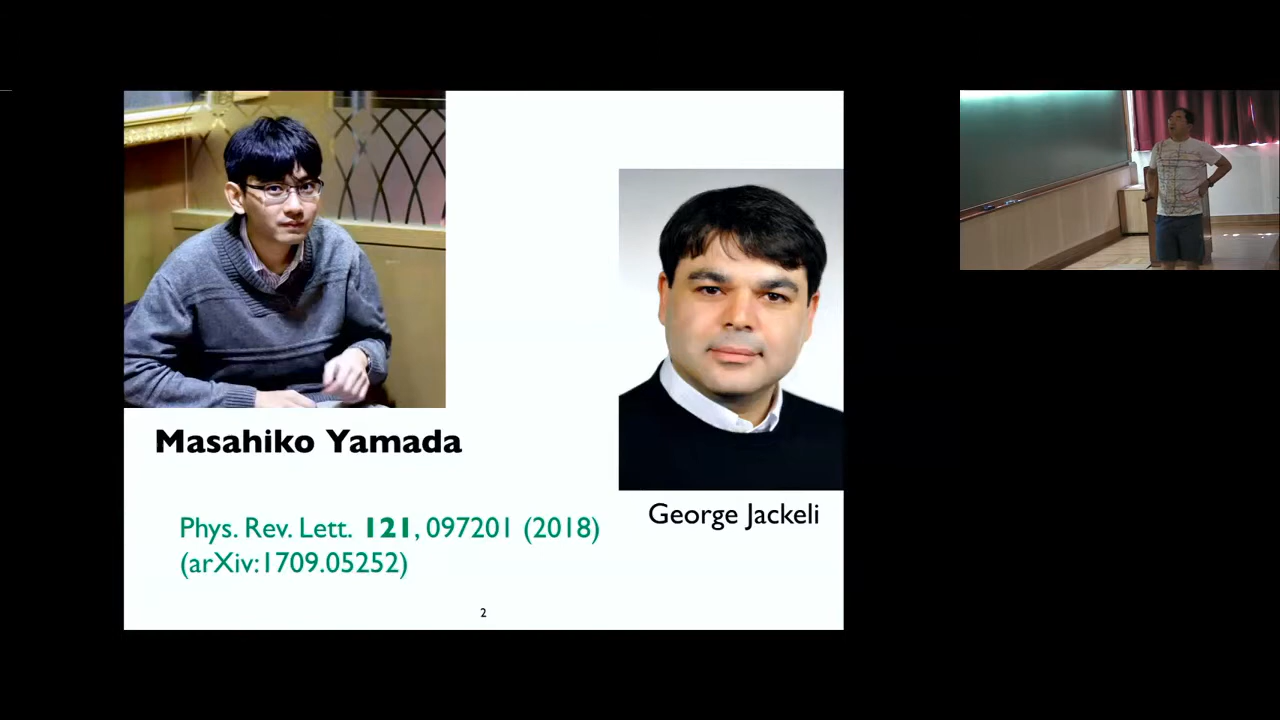 Masahiko Yamada
George Jackeli
Phys. Rev. Lett. 121, 097201 (2018)
(arXiv:1709.05252)
2